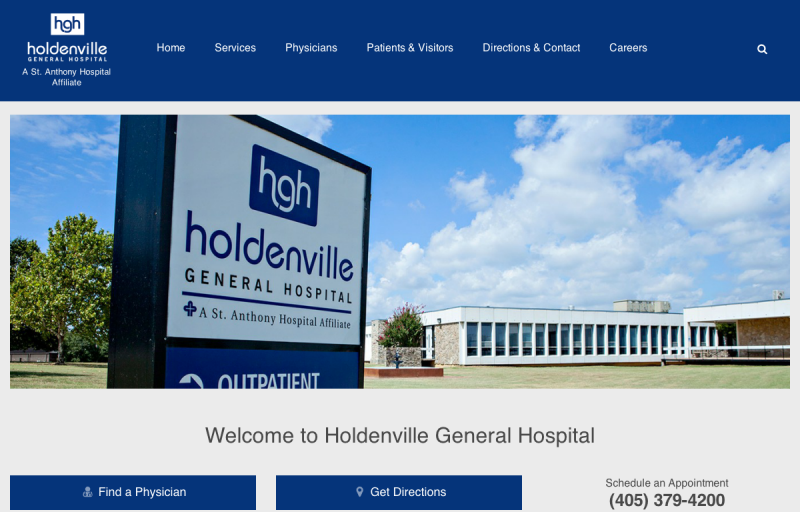 hgh
holdenville
GENERAL HOSPITAL
A St. Anthony Hospital
Affiliate
Home
Services
Physicians
Patients & Visitors
Directions & Contact
Careers
hgh
holdenville
GENERAL HOSPITAL
A St. Anthony Hospital Affiliate
OUTPATIENT
Welcome to Holdenville General Hospital
Find a Physician
Get Directions
Schedule an Appointment
(405) 379-4200